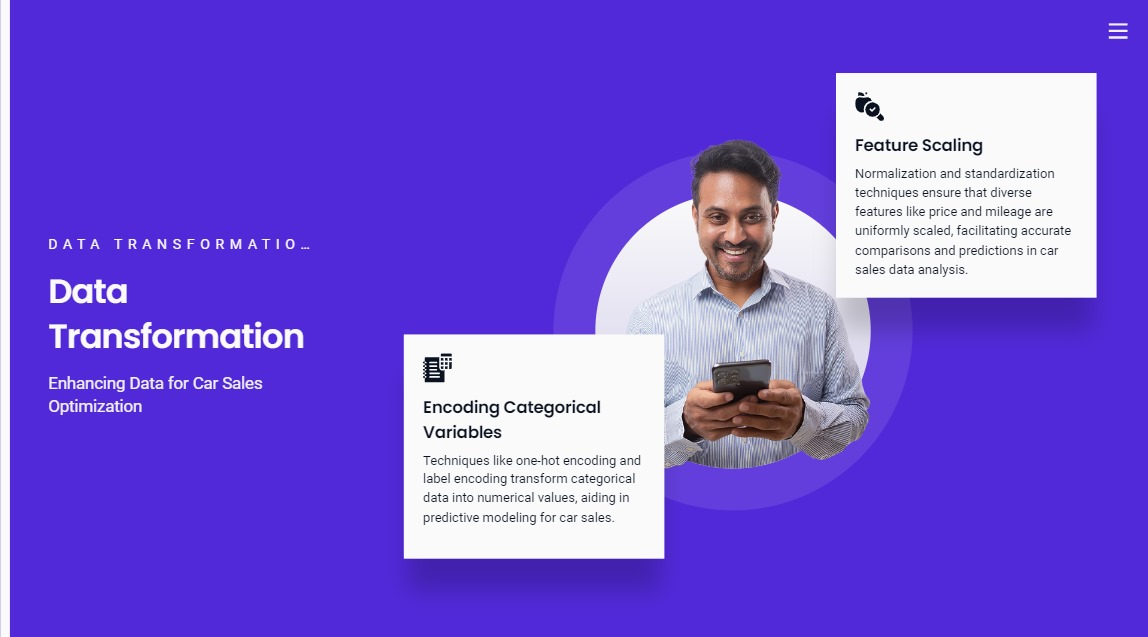 DATA TRANSFORMATIO…
Data
Transformation
Enhancing Data for Car Sales
Optimization
Encoding Categorical
Variables
Techniques like one-hot encoding and
label encoding transform categorical
data into numerical values, aiding in
predictive modeling for car sales.
Feature Scaling
Normalization and standardization
techniques ensure that diverse
features like price and mileage are
uniformly scaled, facilitating accurate
comparisons and predictions in car
sales data analysis.